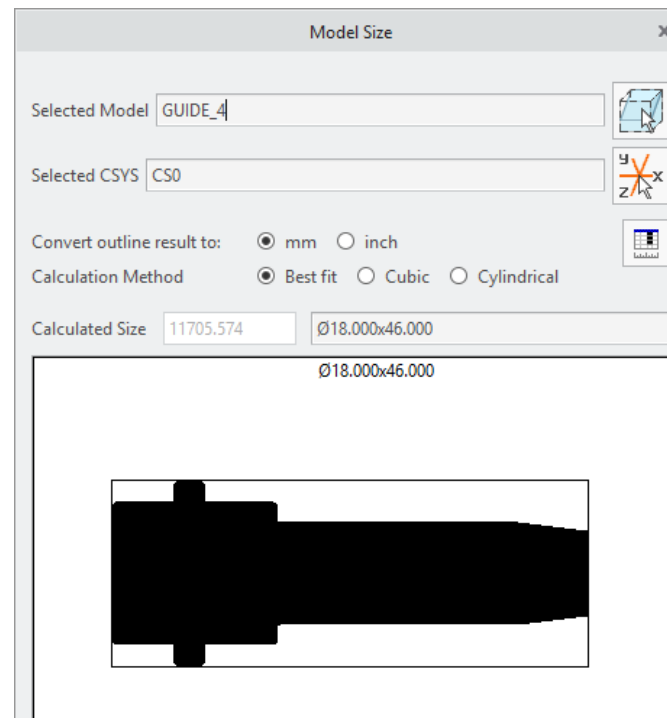 Model Size
x
Selected Model GUIDE_4
Selected CSYS CS0
y
x
z
Convert outline result to: mm inch
Calculation Method Best fit Cubic Cylindrical
Calculated Size 11705.574 Ø18.000x46.000
Ø18.000x46.000